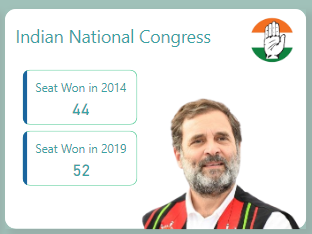 Indian National Congress
Seat Won in 2014
44
Seat Won in 2019
52